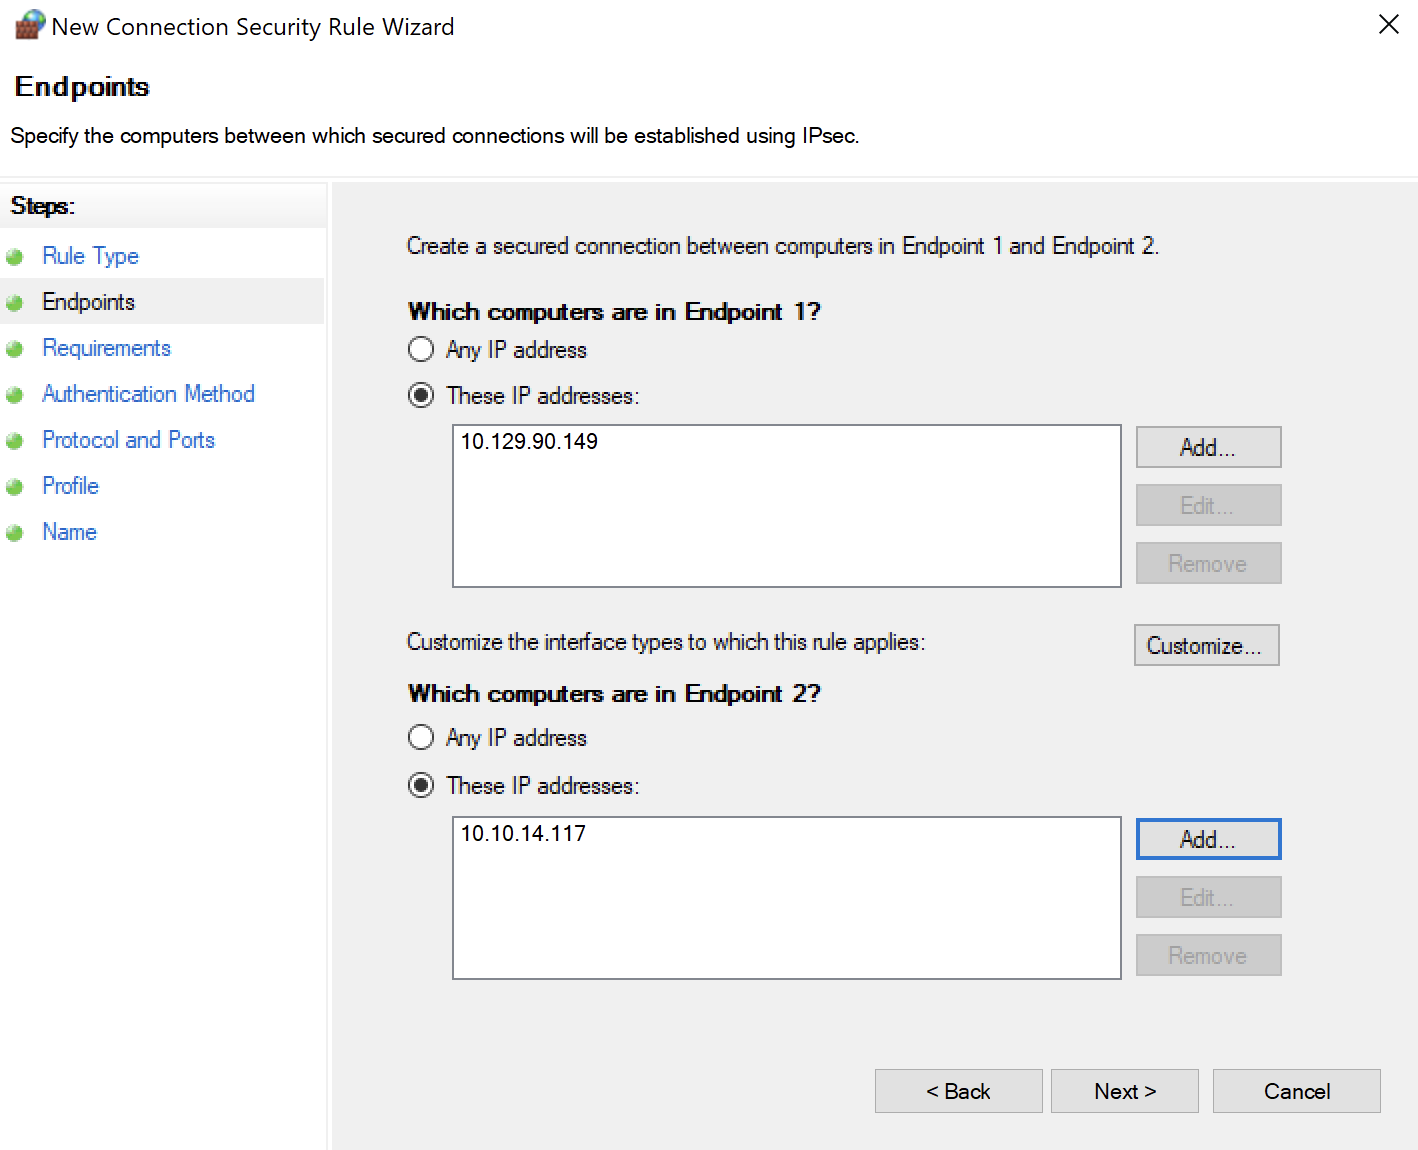 New Connection Security Rule Wizard
Endpoints
Specify the computers between which secured connections will be established using IPsec.
Steps:
Rule Type
Endpoints
Requirements
Authentication Method
Protocol and Ports
Profile
Name
Create a secured connection between computers in Endpoint 1 and Endpoint 2.
Which computers are in Endpoint 1?
Any IP address
These IP addresses:
10.129.90.149
Add...
Edit...
Remove
Customize the interface types to which this rule applies:
Customize...
Which computers are in Endpoint 2?
Any IP address
These IP addresses:
10.10.14.117
Add...
Edit...
Remove
< Back
Next >
Cancel